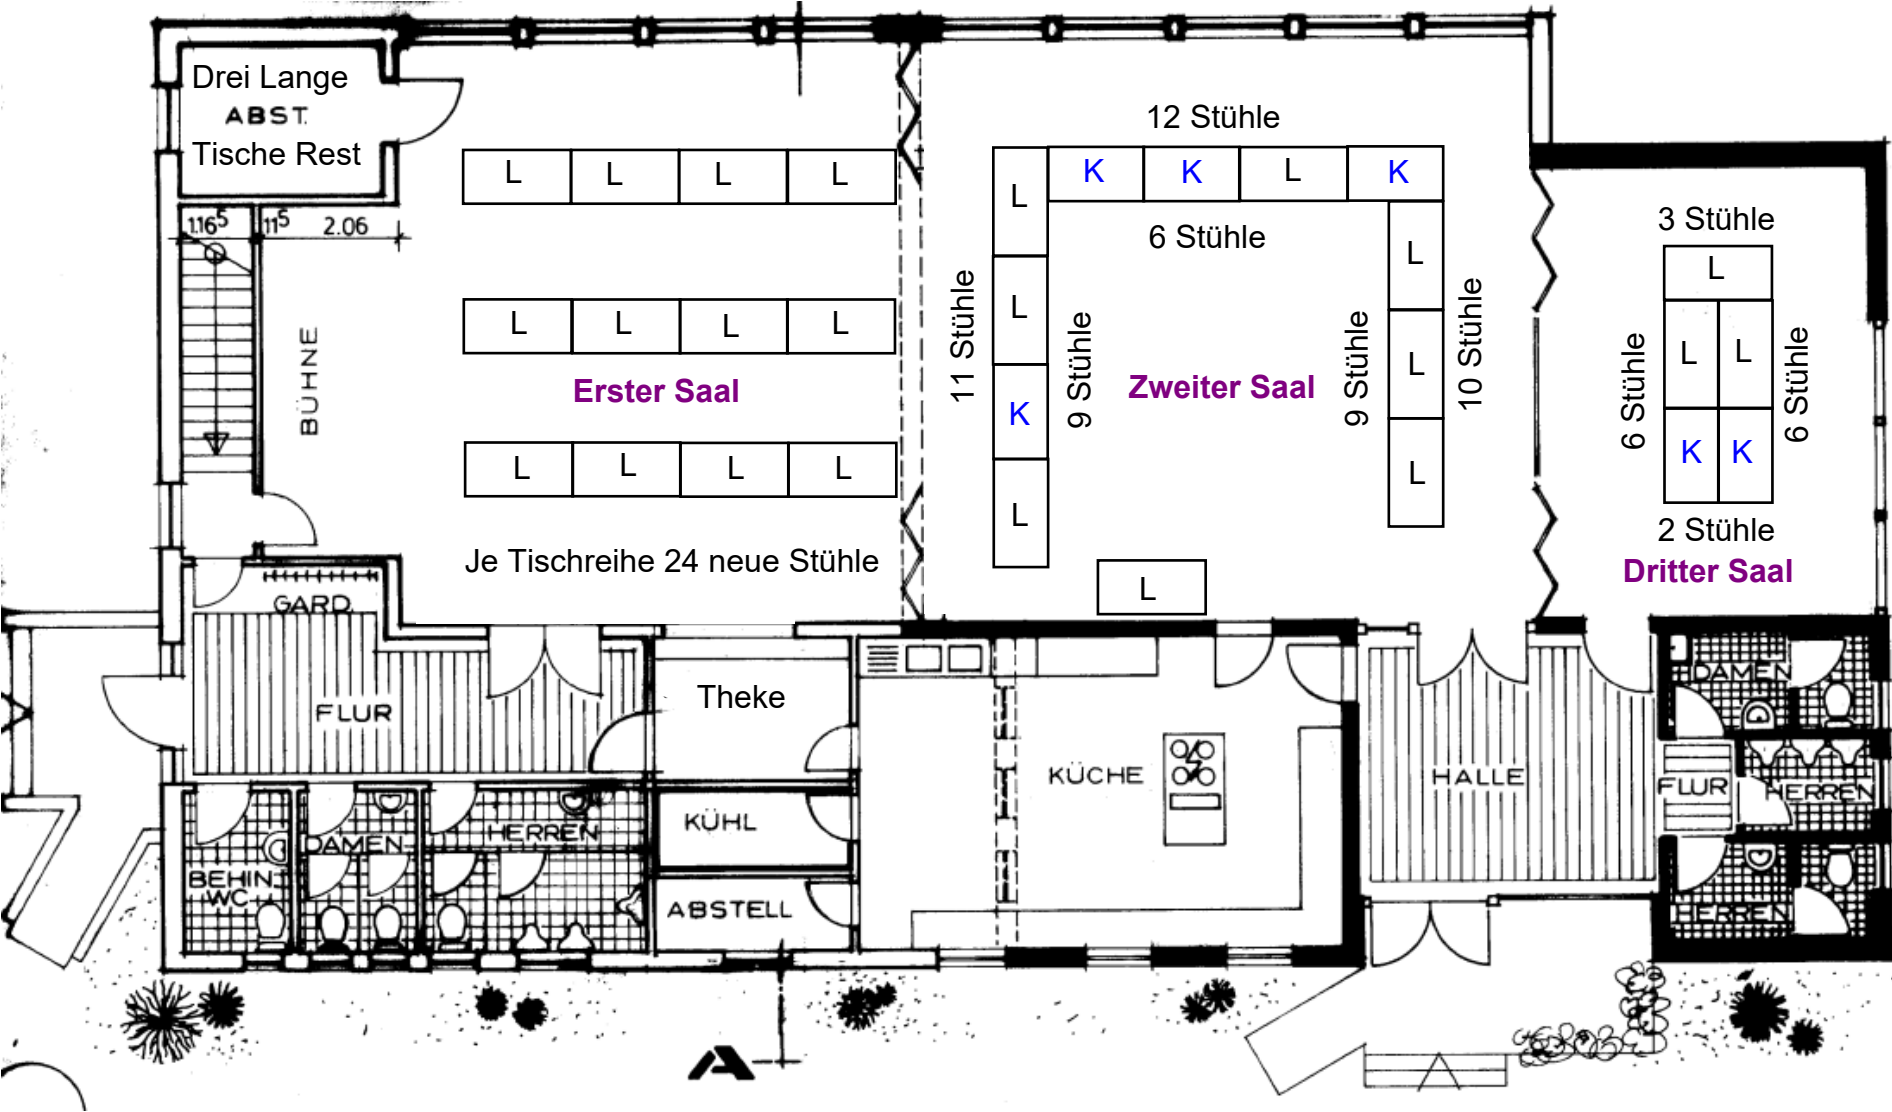 Drei Lange
ABST.
Tische Rest
1.16⁵ 11⁵ 2.06
BÜHNE
L L L L
L L L L
Erster Saal
L L L L
Je Tischreihe 24 neue Stühle
12 Stühle
K K L K
6 Stühle
L
L
K
L
11 Stühle
9 Stühle
Zweiter Saal
9 Stühle
L
L
L
10 Stühle
L
3 Stühle
L
L L
K K
6 Stühle
6 Stühle
2 Stühle
Dritter Saal
GARD.
FLUR
Theke
KÜCHE
HALLE
DAMEN
FLUR
HERREN
HERREN
KÜHL
ABSTELL
BEHIN
WC
DAMEN
HERREN
A